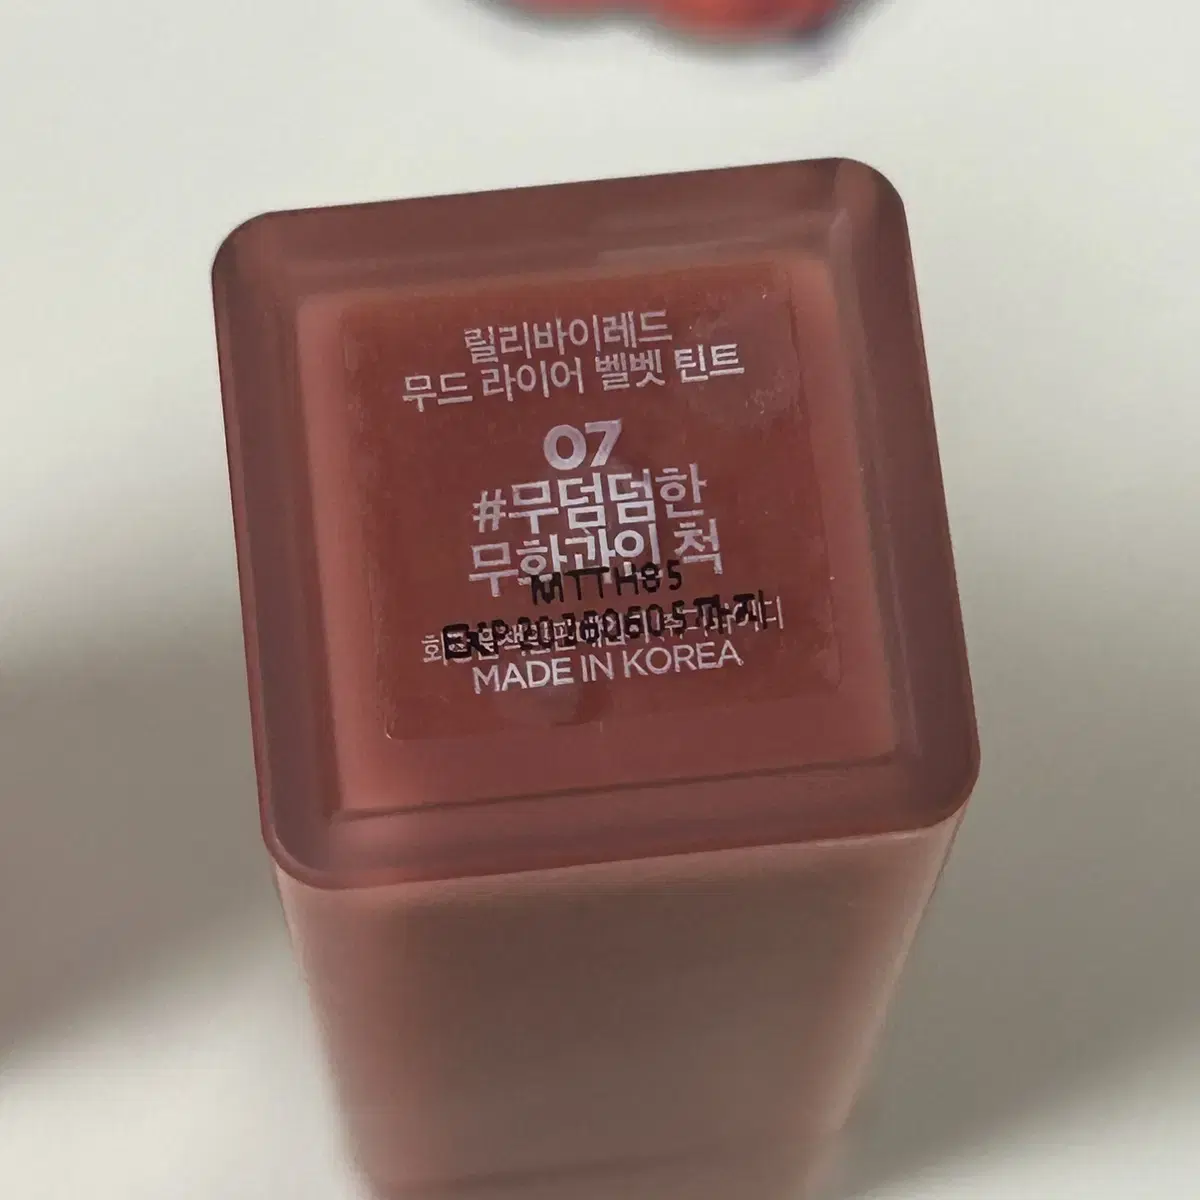 릴리바이레드
무드 라이어 벨벳 틴트
07
#무덤덤한
무화과인 척
MTTH85
MADE IN KOREA